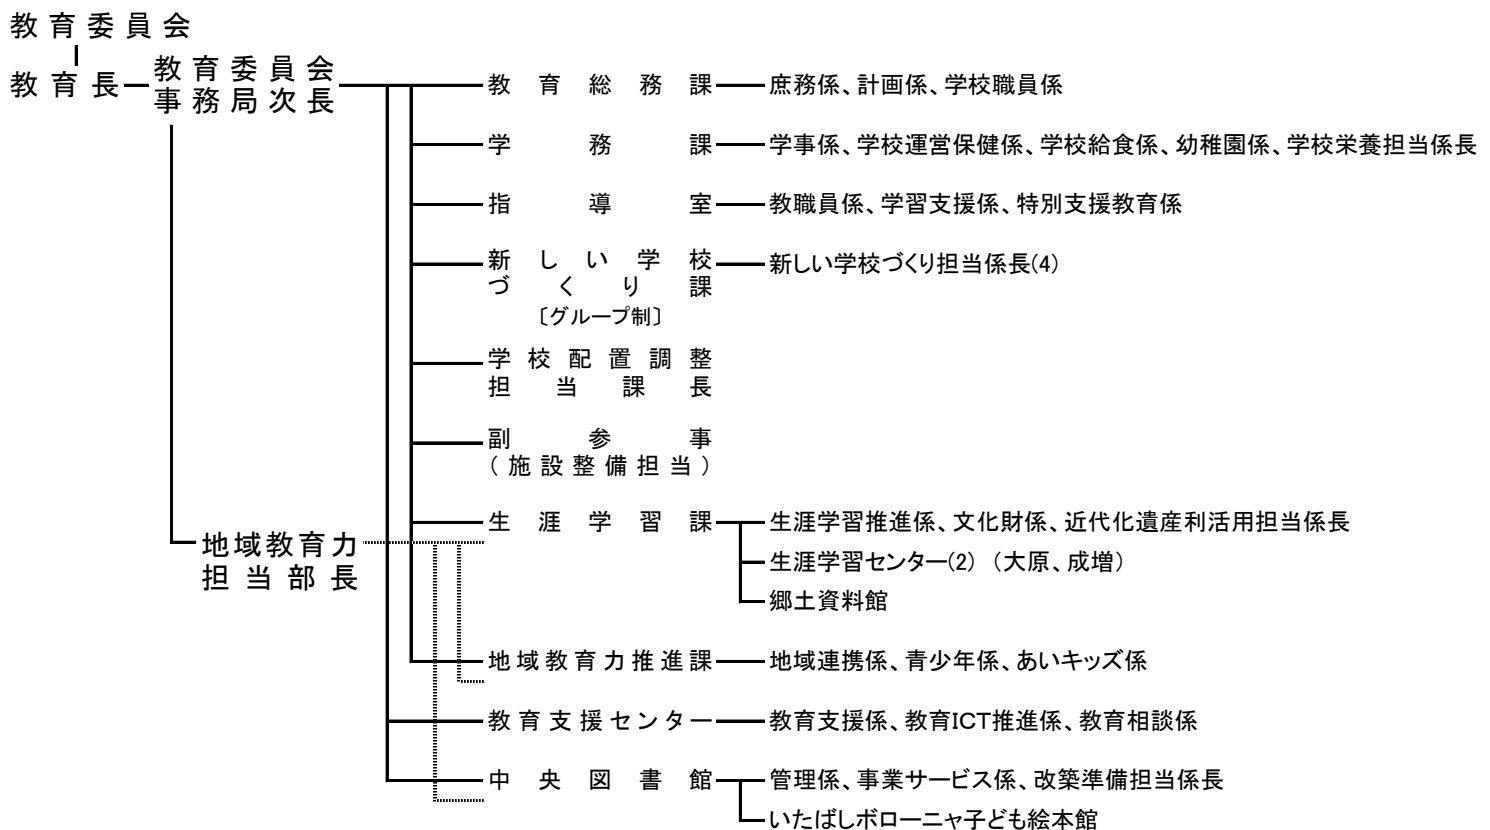 教育委員会
教育長
教育委員会
事務局次長
教育総務課
庶務係、計画係、学校職員係
学務課
学事係、学校運営保健係、学校給食係、幼稚園係、学校栄養担当係長
指導室
教職員係、学習支援係、特別支援教育係
新しい学校
づくり課
〔グループ制〕
新しい学校づくり担当係長(4)
学校配置調整
担当課長
副参事
(施設整備担当)
生涯学習課
生涯学習推進係、文化財係、近代化遺産利活用担当係長
生涯学習センター(2) (大原、成増)
郷土資料館
地域教育力
担当部長
地域教育力推進課
地域連携係、青少年係、あいキッズ係
教育支援センター
教育支援係、教育ICT推進係、教育相談係
中央図書館
管理係、事業サービス係、改築準備担当係長
いたばしボローニャ子ども絵本館